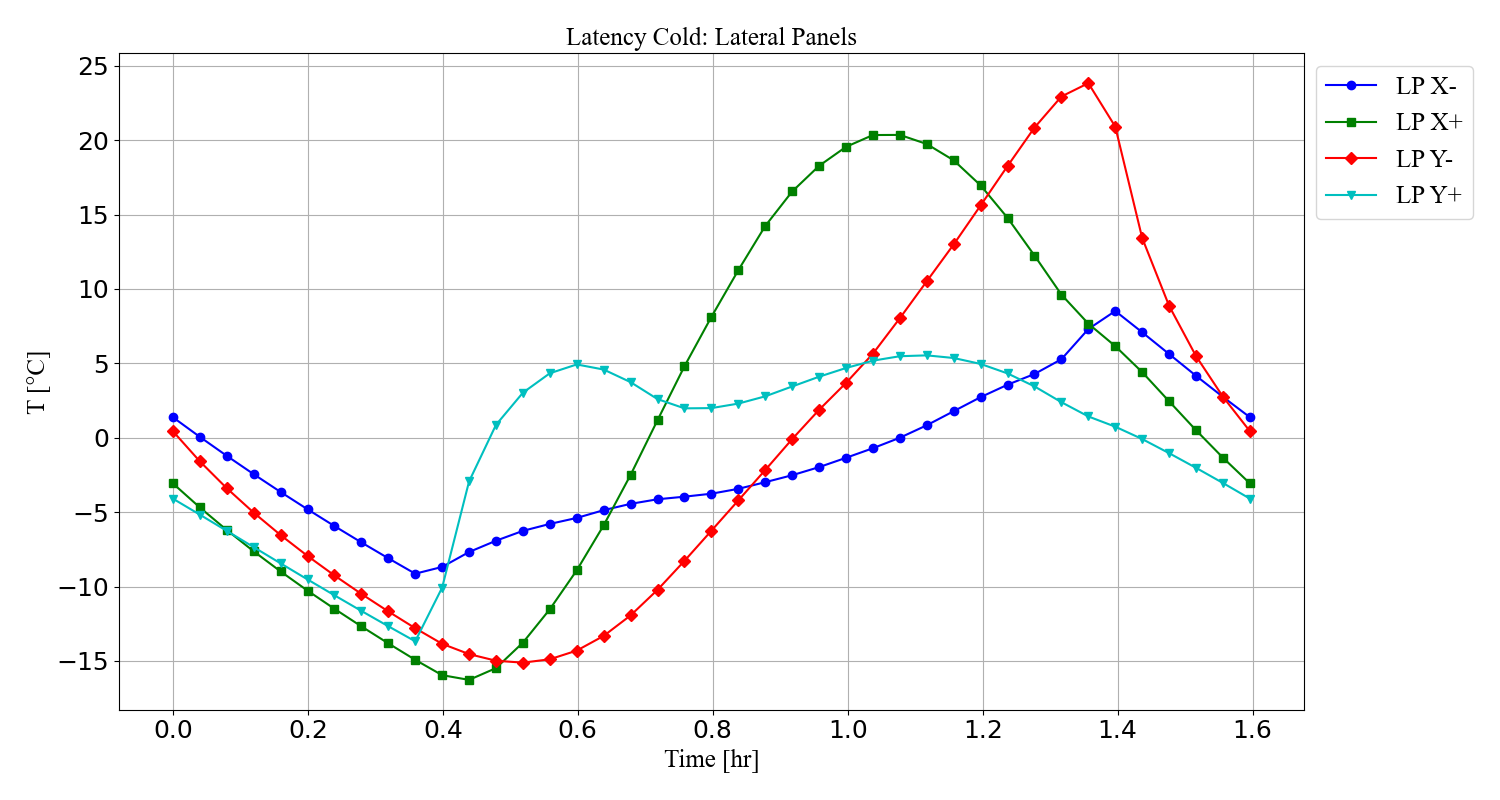 Latency Cold: Lateral Panels
25
20
15
10
5
0
−5
−10
−15
T [°C]
0.0 0.2 0.4 0.6 0.8 1.0 1.2 1.4 1.6
Time [hr]
LP X-
LP X+
LP Y-
LP Y+